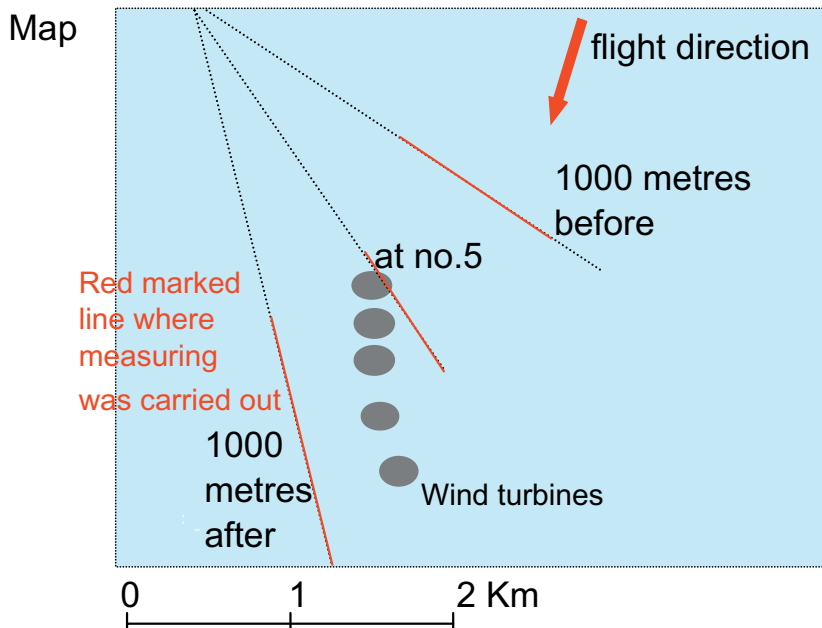 Map
flight direction
1000 metres
before
at no.5
Red marked
line where
measuring
was carried out
1000
metres
after
Wind turbines
0 1 2 Km